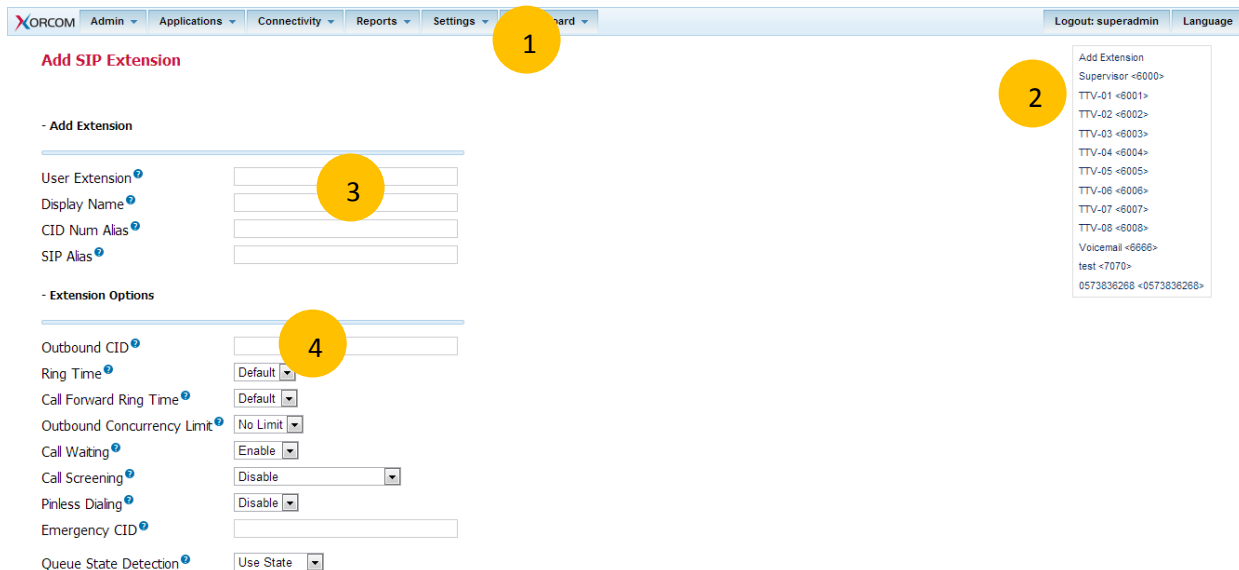 XORCOM Admin Applications Connectivity Reports Settings Logout: superadmin Language
1
Add SIP Extension
2
Add Extension
Supervisor <6000>
TTV-01 <6001>
TTV-02 <6002>
TTV-03 <6003>
TTV-04 <6004>
TTV-05 <6005>
TTV-06 <6006>
TTV-07 <6007>
TTV-08 <6008>
Voicemail <6666>
test <7070>
0573836268 <0573836268>
- Add Extension
User Extension ?
3
Display Name ?
CID Num Alias ?
SIP Alias ?
- Extension Options
Outbound CID ?
4
Ring Time ? Default
Call Forward Ring Time ? Default
Outbound Concurrency Limit ? No Limit
Call Waiting ? Enable
Call Screening ? Disable
Pinless Dialing ? Disable
Emergency CID ?
Queue State Detection ? Use State